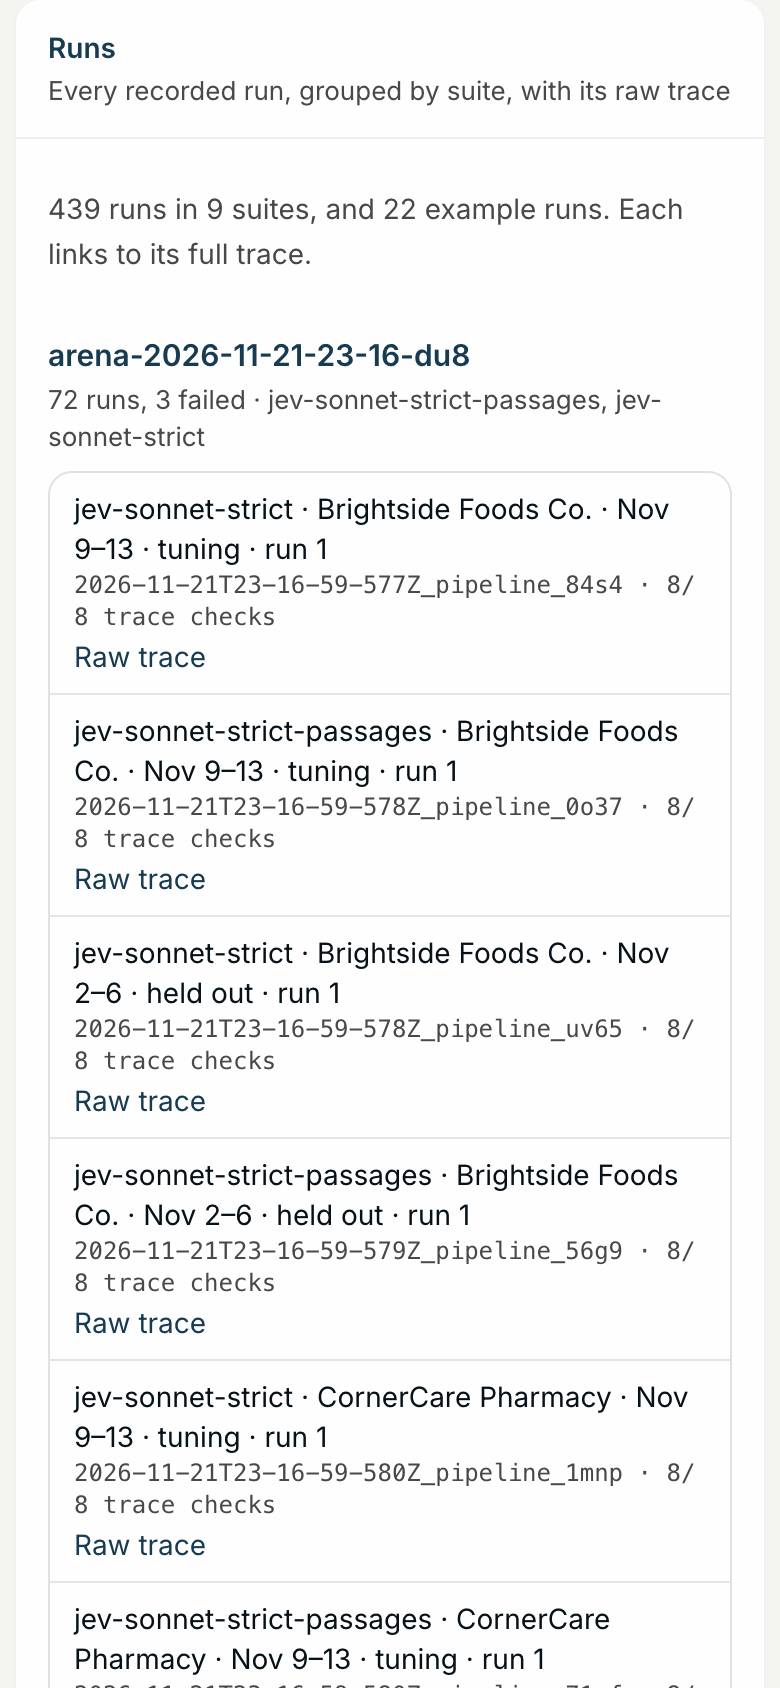 Runs
Every recorded run, grouped by suite, with its raw trace
439 runs in 9 suites, and 22 example runs. Each
links to its full trace.
arena-2026-11-21-23-16-du8
72 runs, 3 failed · jev-sonnet-strict-passages, jev-
sonnet-strict
jev-sonnet-strict · Brightside Foods Co. · Nov
9–13 · tuning · run 1
2026-11-21T23-16-59-577Z_pipeline_84s4 · 8/
8 trace checks
Raw trace
jev-sonnet-strict-passages · Brightside Foods
Co. · Nov 9–13 · tuning · run 1
2026-11-21T23-16-59-578Z_pipeline_0o37 · 8/
8 trace checks
Raw trace
jev-sonnet-strict · Brightside Foods Co. · Nov
2–6 · held out · run 1
2026-11-21T23-16-59-578Z_pipeline_uv65 · 8/
8 trace checks
Raw trace
jev-sonnet-strict-passages · Brightside Foods
Co. · Nov 2–6 · held out · run 1
2026-11-21T23-16-59-579Z_pipeline_56g9 · 8/
8 trace checks
Raw trace
jev-sonnet-strict · CornerCare Pharmacy · Nov
9–13 · tuning · run 1
2026-11-21T23-16-59-580Z_pipeline_1mnp · 8/
8 trace checks
Raw trace
jev-sonnet-strict-passages · CornerCare
Pharmacy · Nov 9–13 · tuning · run 1